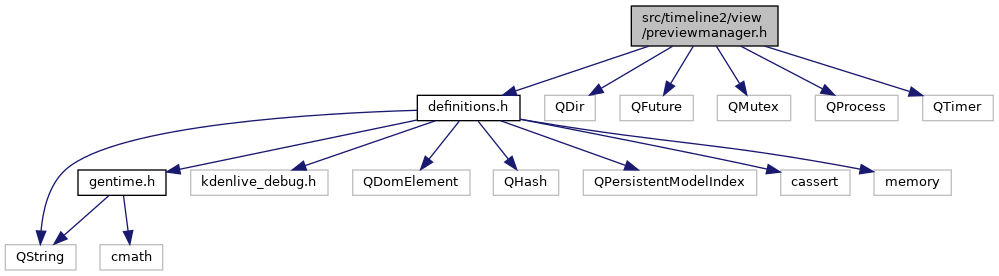 src/timeline2/view
/previewmanager.h
definitions.h
QDir
QFuture
QMutex
QProcess
QTimer
gentime.h
kdenlive_debug.h
QDomElement
QHash
QPersistentModelIndex
cassert
memory
QString
cmath